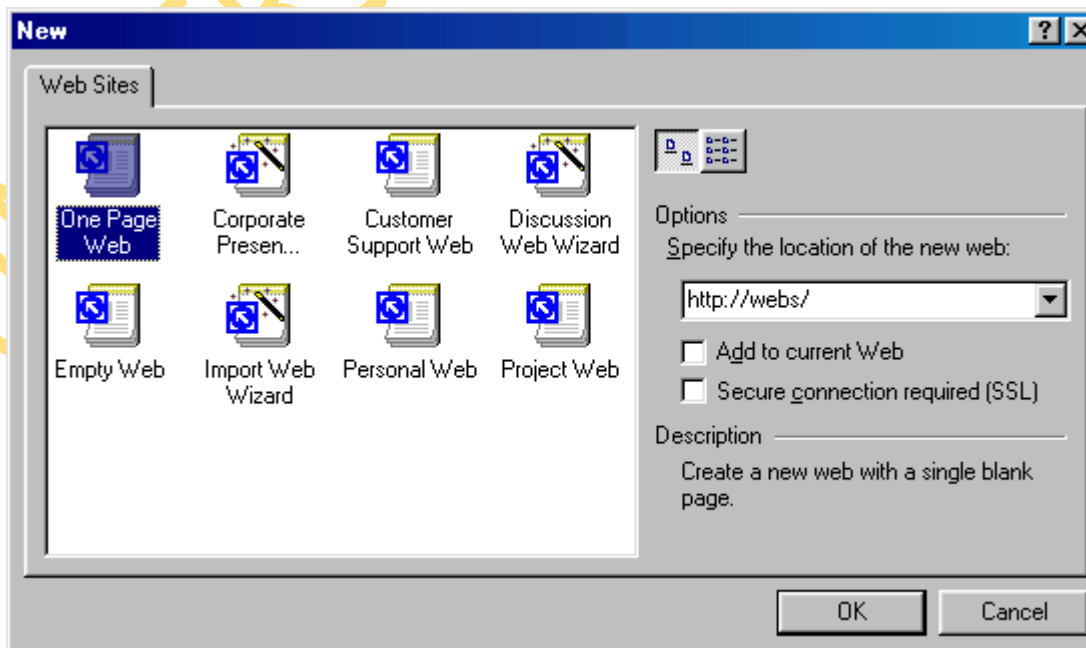 New
Web Sites
One Page
Web
Corporate
Presen...
Customer
Support Web
Discussion
Web Wizard
Empty Web
Import Web
Wizard
Personal Web
Project Web
Options
Specify the location of the new web:
http://webs/
Add to current Web
Secure connection required (SSL)
Description
Create a new web with a single blank
page.
OK
Cancel